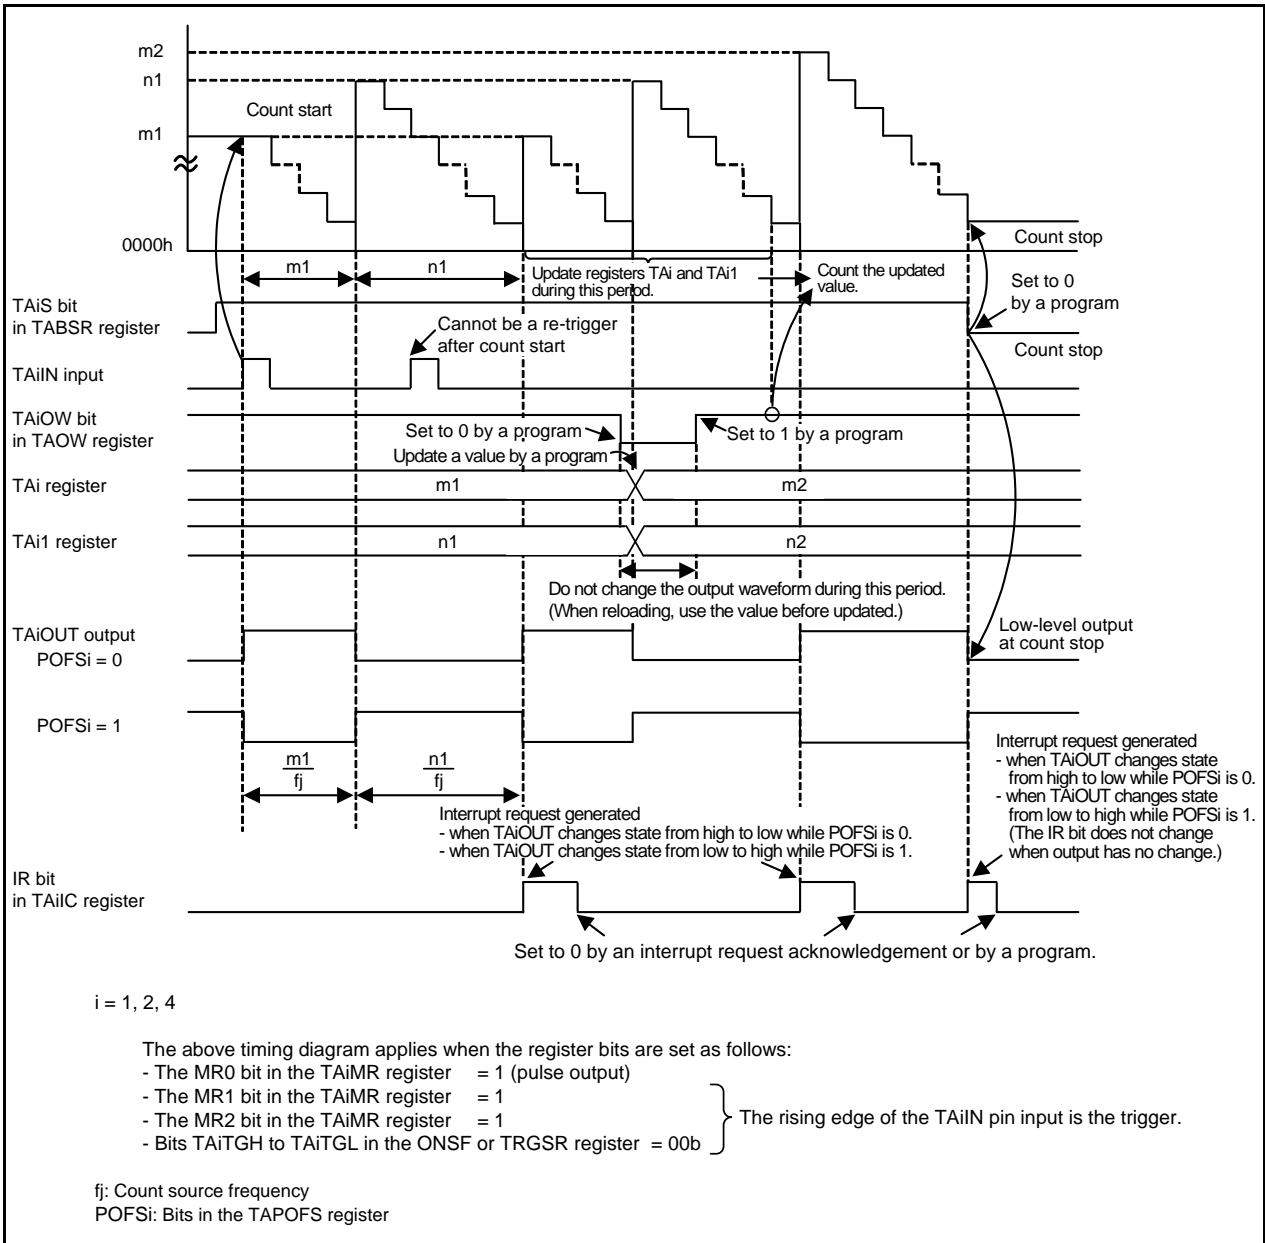 m2
n1
Count start
m1
0000h
Count stop
m1
n1
Update registers TAi and TAi1
during this period.
Count the updated
value.
Set to 0
by a program
TAiS bit
in TABSR register
Cannot be a re-trigger
after count start
Count stop
TAiIN input
TAiOW bit
in TAOW register
Set to 0 by a program
Set to 1 by a program
Update a value by a program
TAi register
m1
m2
TAi1 register
n1
n2
Do not change the output waveform during this period.
(When reloading, use the value before updated.)
TAiOUT output
POFSi = 0
Low-level output
at count stop
POFSi = 1
m1
fj
n1
fj
Interrupt request generated
- when TAiOUT changes state
from high to low while POFSi is 0.
- when TAiOUT changes state
from low to high while POFSi is 1.
(The IR bit does not change
when output has no change.)
Interrupt request generated
- when TAiOUT changes state from high to low while POFSi is 0.
- when TAiOUT changes state from low to high while POFSi is 1.
IR bit
in TAiIC register
Set to 0 by an interrupt request acknowledgement or by a program.
i = 1, 2, 4
The above timing diagram applies when the register bits are set as follows:
- The MR0 bit in the TAiMR register = 1 (pulse output)
- The MR1 bit in the TAiMR register = 1
- The MR2 bit in the TAiMR register = 1
- Bits TAiTGH to TAiTGL in the ONSF or TRGSR register = 00b
The rising edge of the TAiIN pin input is the trigger.
fj: Count source frequency
POFSi: Bits in the TAPOFS register